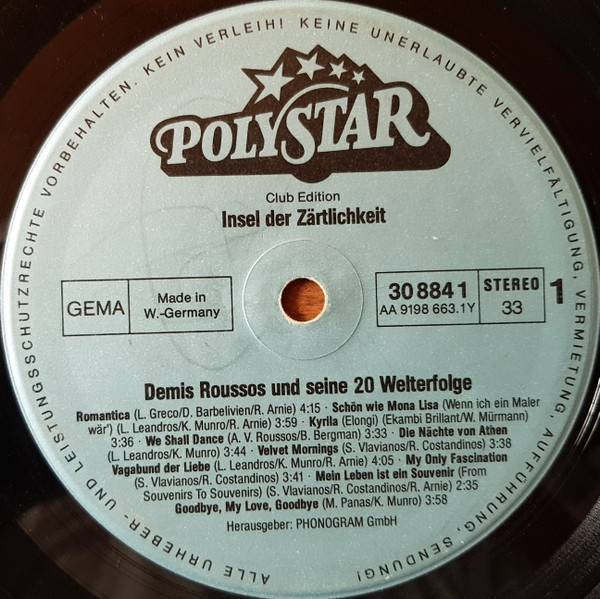 ALLE URHEBER- UND LEISTUNGSSCHUTZRECHTE VORBEHALTEN. KEIN VERLEIH! KEINE UNERLAUBTE VERVIELFÄLTIGUNG, VERMIETUNG, AUFFÜHRUNG, SENDUNG!
POLYSTAR
Club Edition
Insel der Zärtlichkeit
GEMA
Made in
W.-Germany
30 884 1
AA 9198 663.1Y
STEREO
33
1
Demis Roussos und seine 20 Welterfolge
Romantica (L. Greco/D. Barbelivien/R. Arnie) 4:15 · Schön wie Mona Lisa (Wenn ich ein Maler
wär') (L. Leandros/K. Munro/R. Arnie) 3:59 · Kyrila (Elongi) (Ekambi Brillant/W. Mürmann)
3:36 · We Shall Dance (A. V. Roussos/B. Bergman) 3:33 · Die Nächte von Athen
(L. Leandros/K. Munro) 3:44 · Velvet Mornings (S. Vlavianos/R. Costandinos) 3:38
Vagabund der Liebe (L. Leandros/K. Munro/R. Arnie) 4:05 · My Only Fascination
(S. Vlavianos/R. Costandinos) 3:41 · Mein Leben ist ein Souvenir (From
Souvenirs To Souvenirs) (S. Vlavianos/R. Costandinos/R. Arnie) 2:35
Goodbye, My Love, Goodbye (M. Panas/K. Munro) 3:58
Herausgeber: PHONOGRAM GmbH